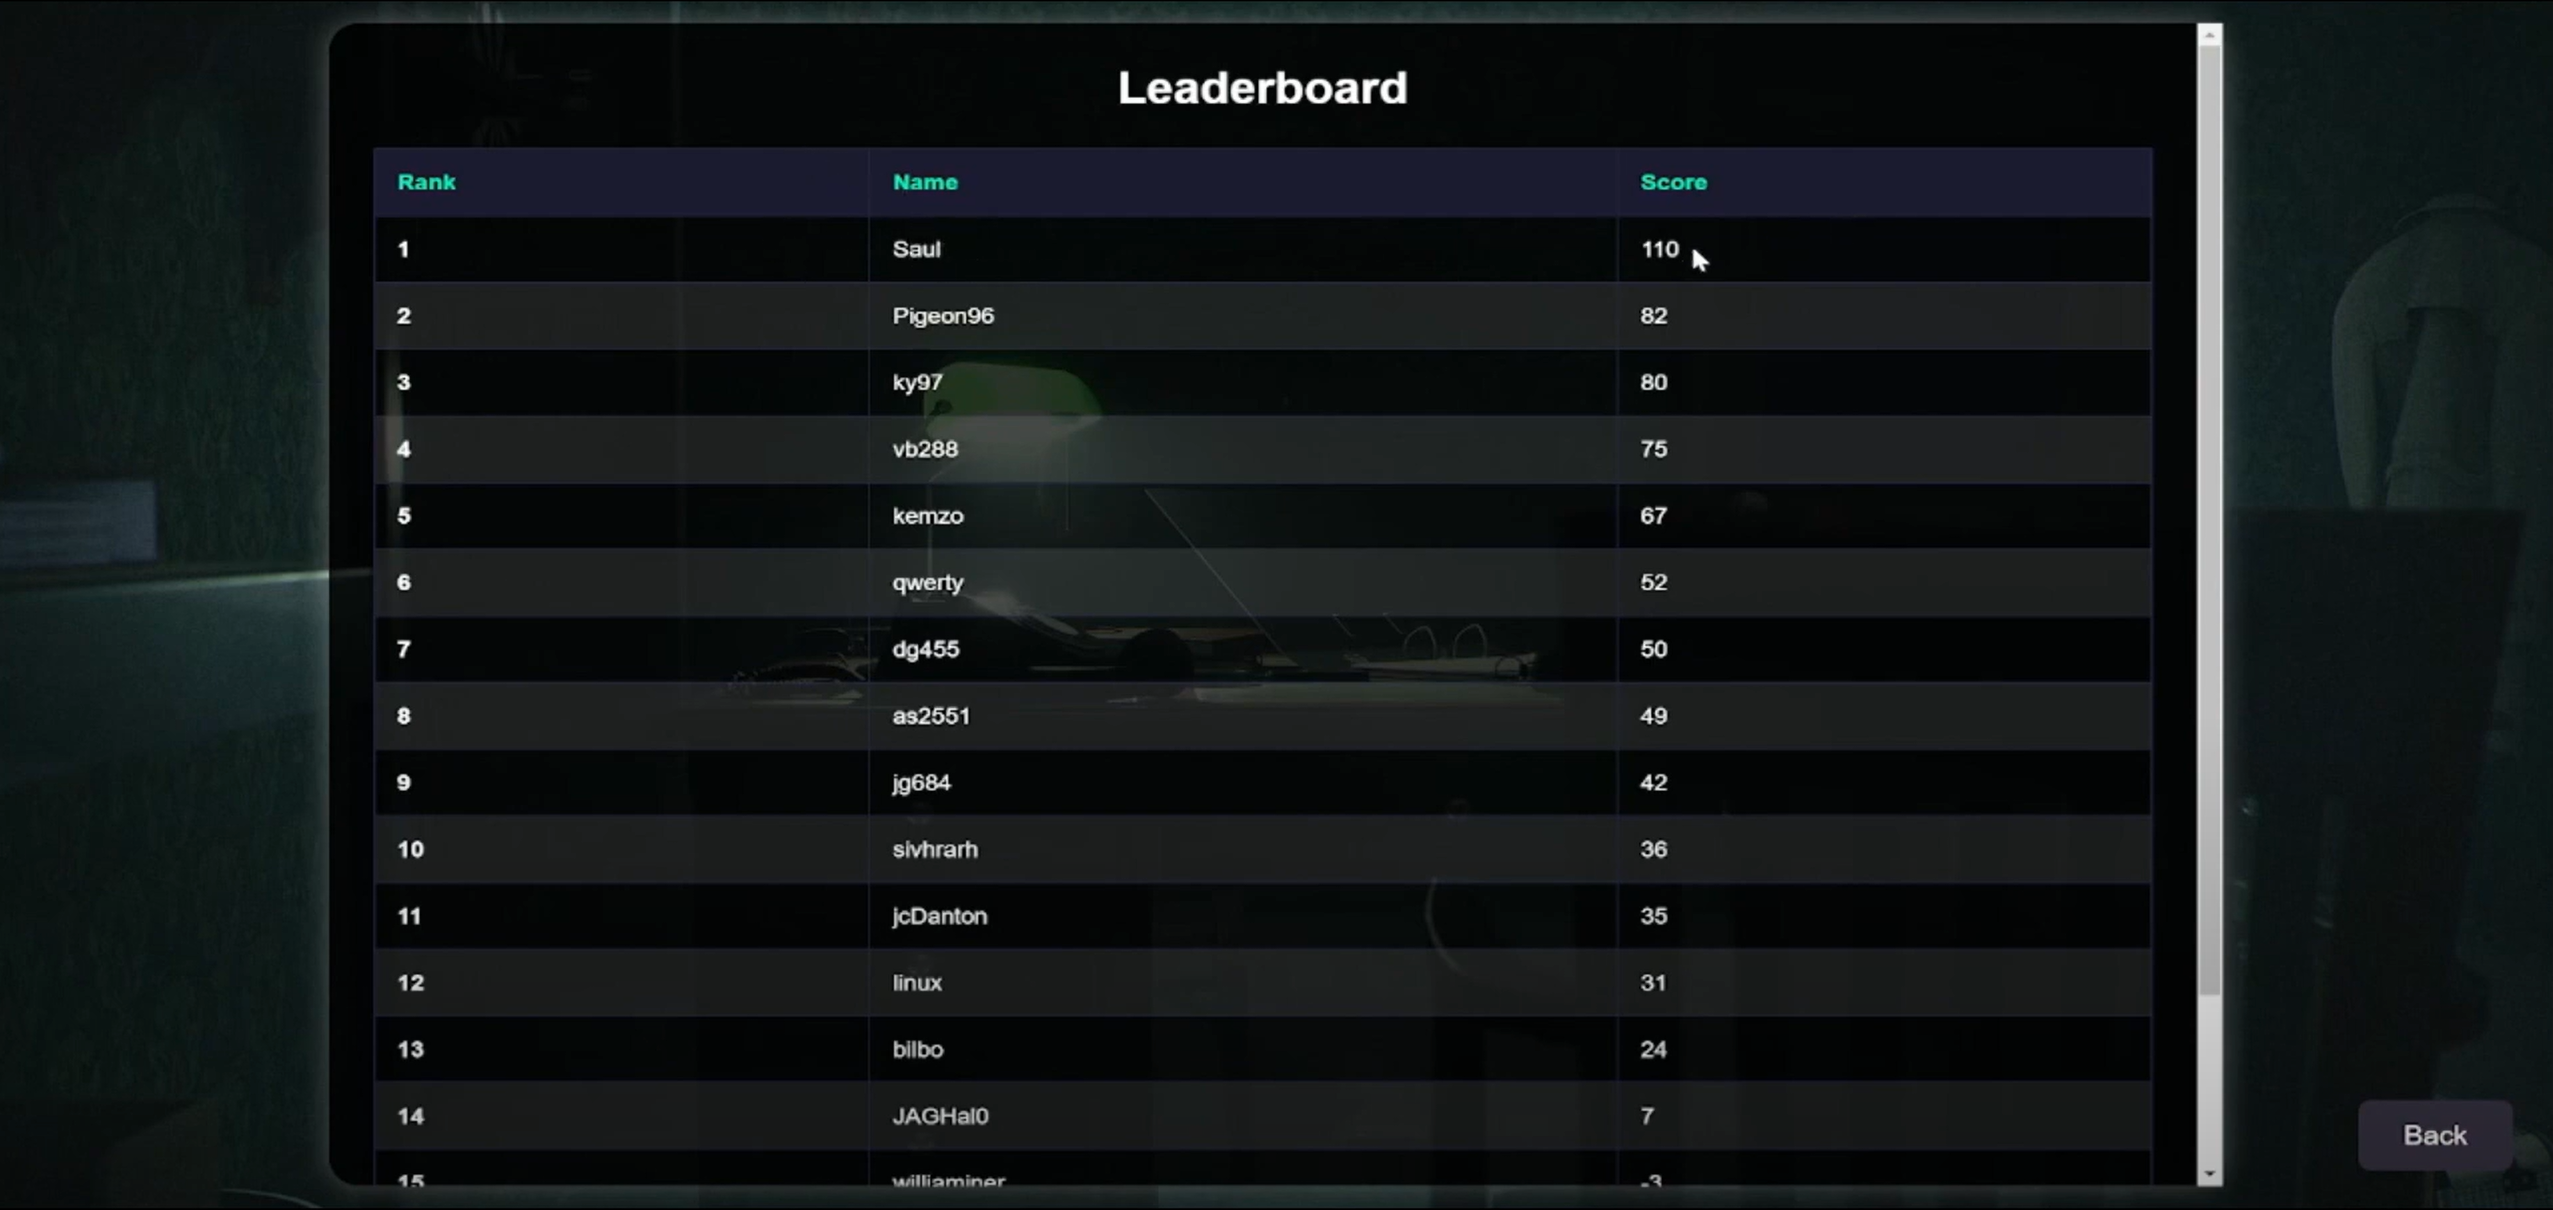 Leaderboard
Rank Name Score
1 Saul 110
2 Pigeon96 82
3 ky97 80
4 vb288 75
5 kemzo 67
6 qwerty 52
7 dg455 50
8 as2551 49
9 jg684 42
10 sivhrarh 36
11 jcDanton 35
12 linux 31
13 bilbo 24
14 JAGHal0 7
15 williaminer -3
Back